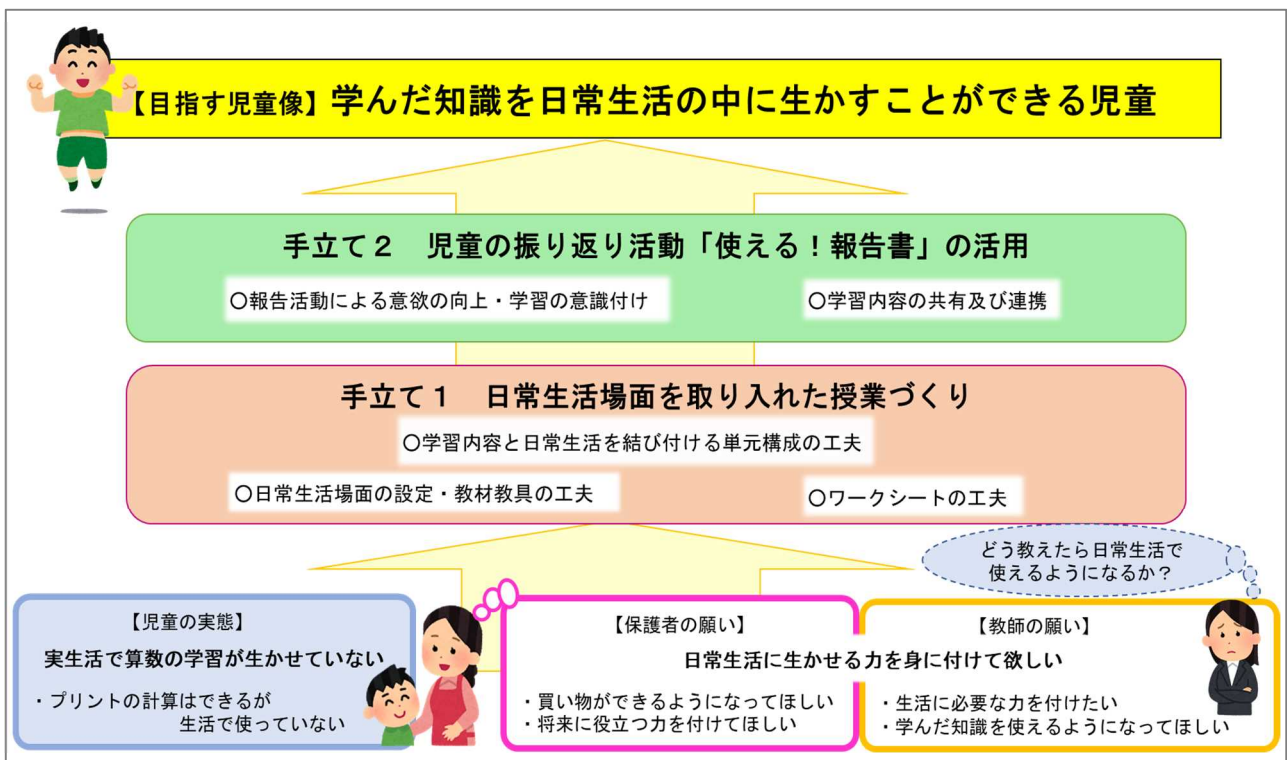 【目指す児童像】学んだ知識を日常生活の中に生かすことができる児童
手立て２　児童の振り返り活動「使える！報告書」の活用
〇報告活動による意欲の向上・学習の意識付け
〇学習内容の共有及び連携
手立て１　日常生活場面を取り入れた授業づくり
〇学習内容と日常生活を結び付ける単元構成の工夫
〇日常生活場面の設定・教材教具の工夫
〇ワークシートの工夫
どう教えたら日常生活で
使えるようになるか？
【児童の実態】
実生活で算数の学習が生かせていない
・プリントの計算はできるが
生活で使っていない
【保護者の願い】
【教師の願い】
日常生活に生かせる力を身に付けて欲しい
・買い物ができるようになってほしい
・将来に役立つ力を付けてほしい
・生活に必要な力を付けたい
・学んだ知識を使えるようになってほしい